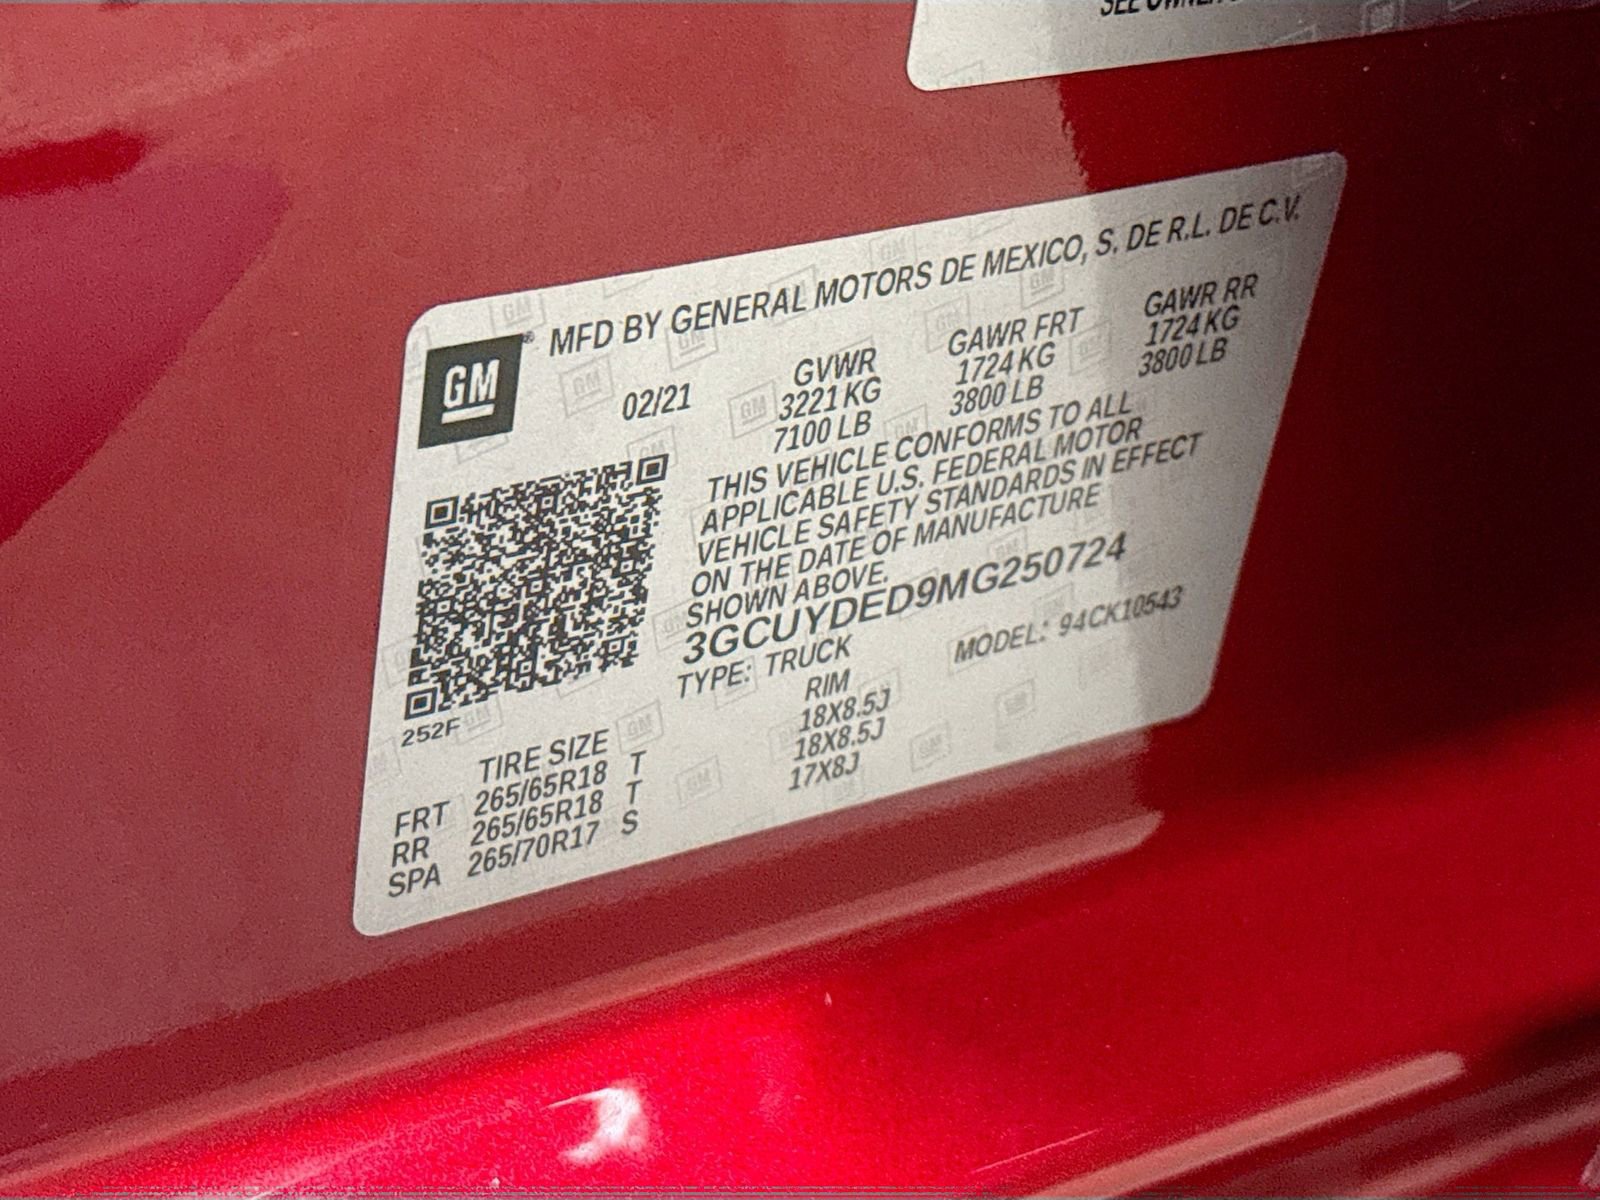 SEE OWNER'S
MFD BY GENERAL MOTORS DE MEXICO, S. DE R.L. DE C.V.
GM ®
02/21
GVWR GAWR FRT GAWR RR
3221 KG 1724 KG 1724 KG
7100 LB 3800 LB 3800 LB
THIS VEHICLE CONFORMS TO ALL
APPLICABLE U.S. FEDERAL MOTOR
VEHICLE SAFETY STANDARDS IN EFFECT
ON THE DATE OF MANUFACTURE
SHOWN ABOVE.
3GCUYDED9MG250724
TYPE: TRUCK MODEL: 94CK10543
252F
TIRE SIZE RIM
FRT 265/65R18 T 18X8.5J
RR 265/65R18 T 18X8.5J
SPA 265/70R17 S 17X8J